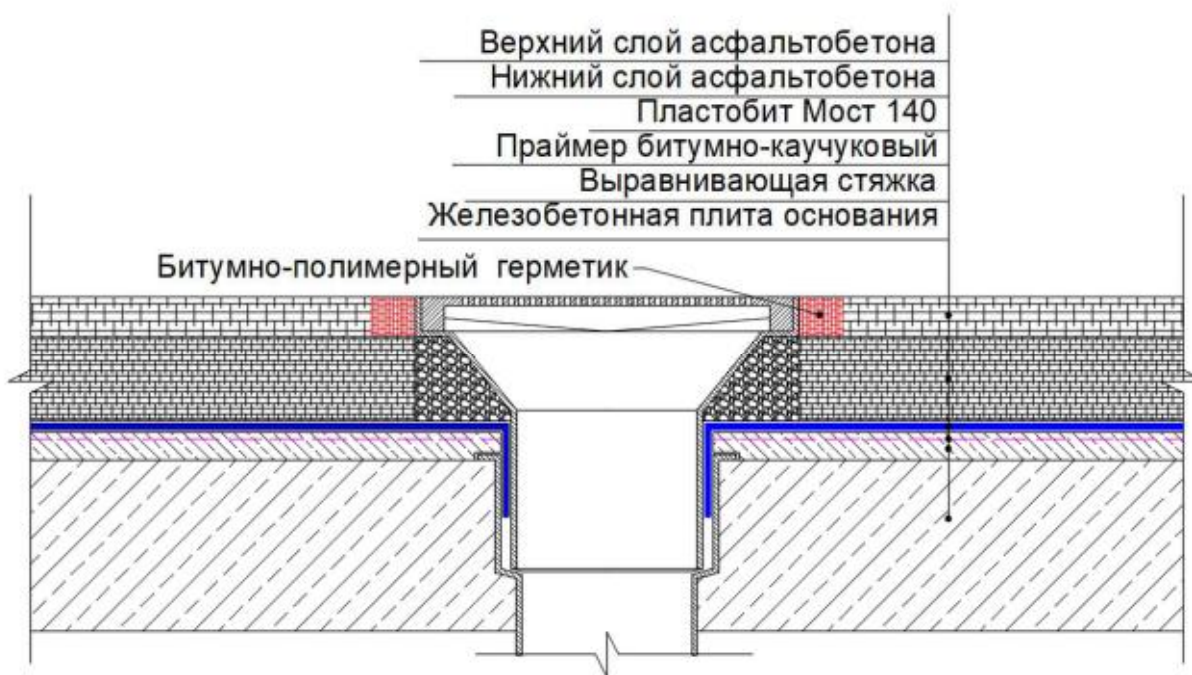 Верхний слой асфальтобетона
Нижний слой асфальтобетона
Пластобит Мост 140
Праймер битумно-каучуковый
Выравнивающая стяжка
Железобетонная плита основания
Битумно-полимерный герметик